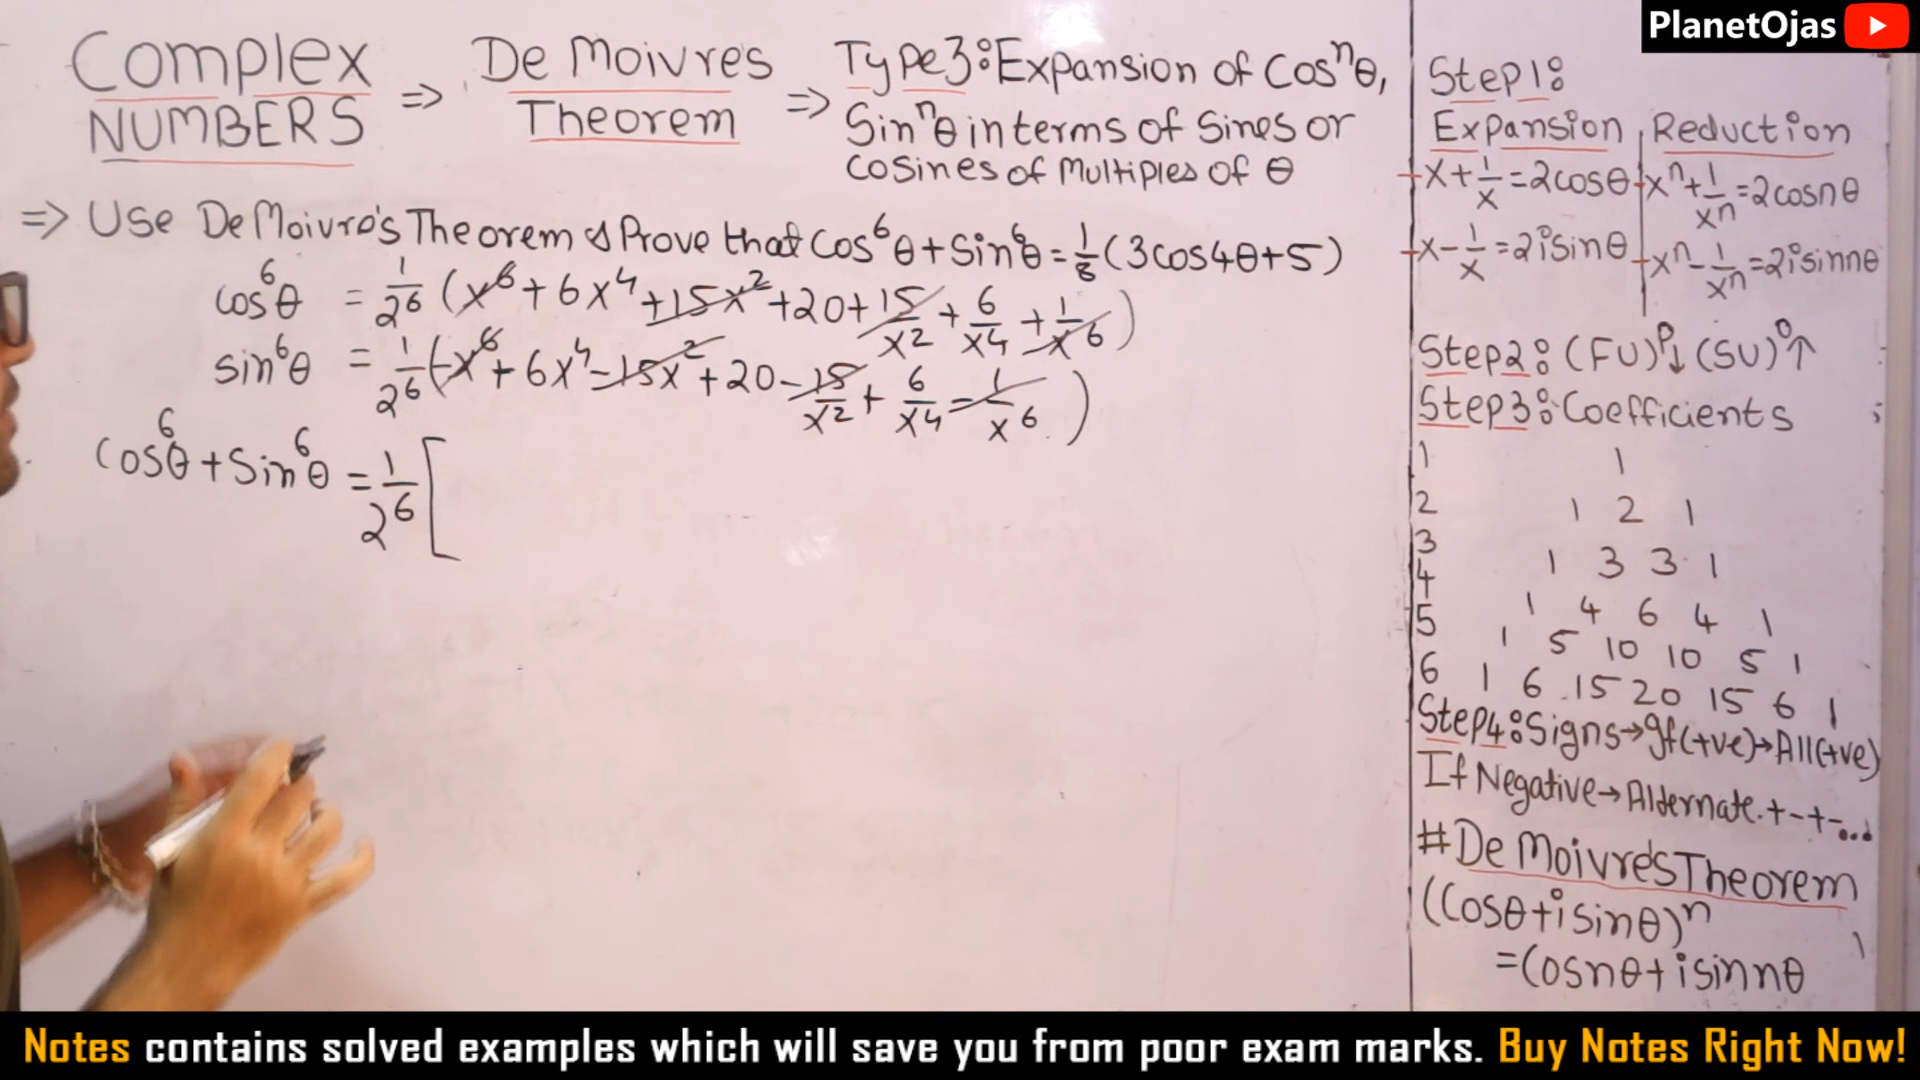 PlanetOjas
Complex NUMBERS => De Moivres Theorem => Type3: Expansion of Cosⁿθ,
Sinⁿθ in terms of Sines or
cosines of Multiples of θ
=> Use De Moivre's Theorem & Prove that Cos⁶θ + Sin⁶θ = 1/8 (3cos4θ+5)
cos⁶θ = 1/2⁶ (x⁶ + 6x⁴ + 15x² + 20 + 15/x² + 6/x⁴ + 1/x⁶)
sin⁶θ = 1/2⁶ (-x⁶ + 6x⁴ - 15x² + 20 - 15/x² + 6/x⁴ - 1/x⁶)
Cos⁶θ + Sin⁶θ = 1/2⁶ [
Step1:
Expansion Reduction
x + 1/x = 2cosθ xⁿ + 1/xⁿ = 2cosnθ
x - 1/x = 2isinθ xⁿ - 1/xⁿ = 2isinnθ
Step2: (FU)ᵖ↓ (SU)⁰↑
Step3: Coefficients
1 1
2 1 2 1
3 1 3 3 1
4 1 4 6 4 1
5 1 5 10 10 5 1
6 1 6 15 20 15 6 1
Step4: Signs→If(+ve)→All(+ve)
If Negative→Alternate.+-+-...
#De Moivre's Theorem
(Cosθ+isinθ)ⁿ
=Cosnθ+isinnθ
Notes contains solved examples which will save you from poor exam marks. Buy Notes Right Now!